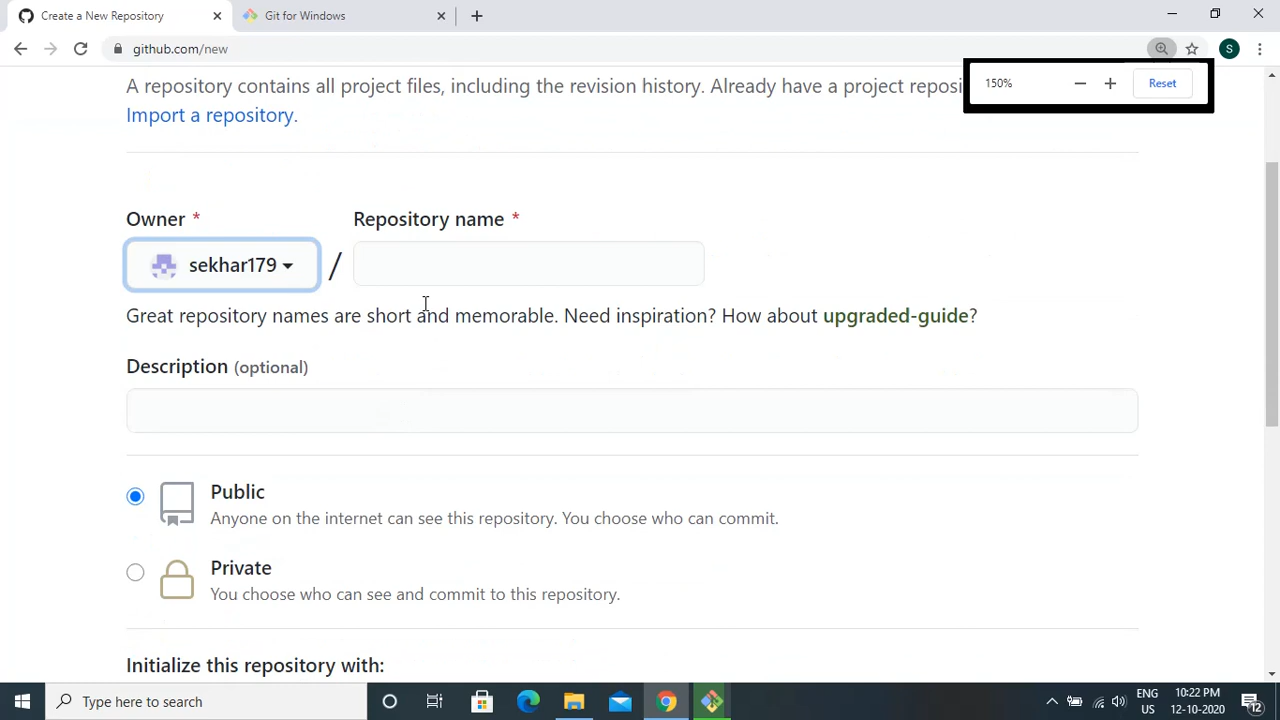 Create a New Repository
Git for Windows
github.com/new
S
A repository contains all project files, including the revision history. Already have a project
150%
Reset
Import a repository.
Owner *
Repository name *
sekhar179
/
Great repository names are short and memorable. Need inspiration? How about upgraded-guide?
Description (optional)
Public
Anyone on the internet can see this repository. You choose who can commit.
Private
You choose who can see and commit to this repository.
Initialize this repository with:
Type here to search
ENG
US
10:22 PM
12-10-2020
12